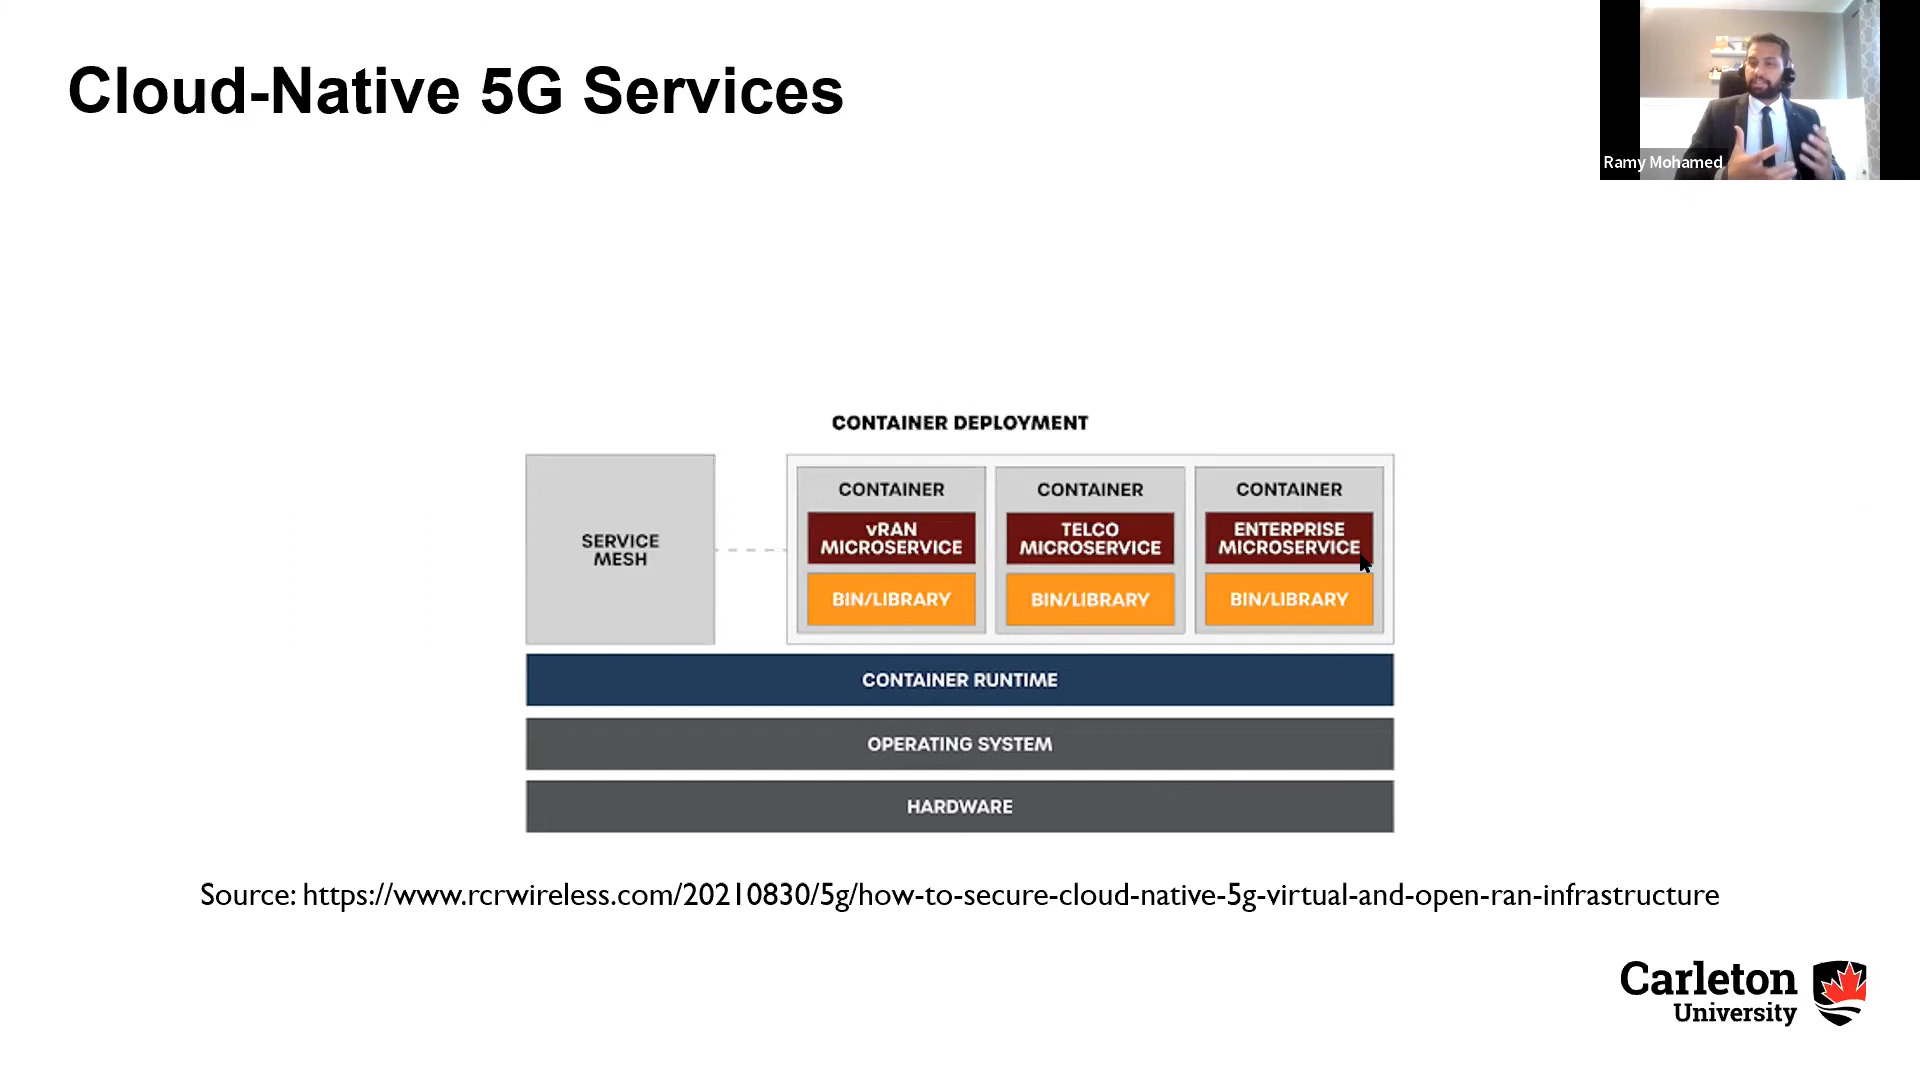 Cloud-Native 5G Services
Ramy Mohamed
CONTAINER DEPLOYMENT
SERVICE
MESH
CONTAINER
vRAN
MICROSERVICE
BIN/LIBRARY
CONTAINER
TELCO
MICROSERVICE
BIN/LIBRARY
CONTAINER
ENTERPRISE
MICROSERVICE
BIN/LIBRARY
CONTAINER RUNTIME
OPERATING SYSTEM
HARDWARE
Source: https://www.rcrwireless.com/20210830/5g/how-to-secure-cloud-native-5g-virtual-and-open-ran-infrastructure
Carleton
University